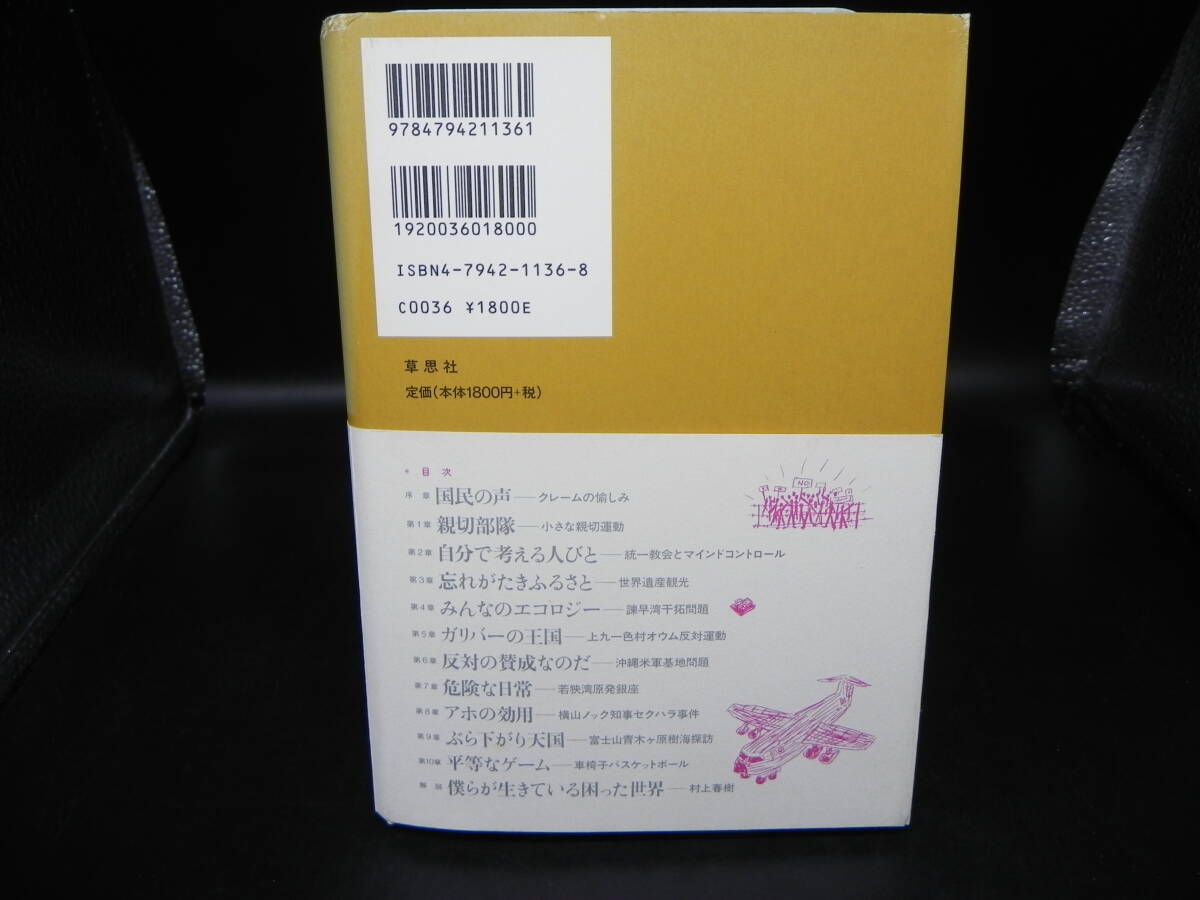 9784794211361
1920036018000
ISBN4-7942-1136-8
C0036 ¥1800E
草思社
定価(本体1800円+税)
* 目次
序章 国民の声──クレームの愉しみ
第1章 親切部隊──小さな親切運動
第2章 自分で考える人びと──統一教会とマインドコントロール
第3章 忘れがたきふるさと──世界遺産観光
第4章 みんなのエコロジー──諫早湾干拓問題
第5章 ガリバーの王国──上九一色村オウム反対運動
第6章 反対の賛成なのだ──沖縄米軍基地問題
第7章 危険な日常──若狭湾原発銀座
第8章 アホの効用──横山ノック知事セクハラ事件
第9章 ぶら下がり天国──富士山青木ヶ原樹海探訪
第10章 平等なゲーム──車椅子バスケットボール
解説 僕らが生きている困った世界──村上春樹
NO